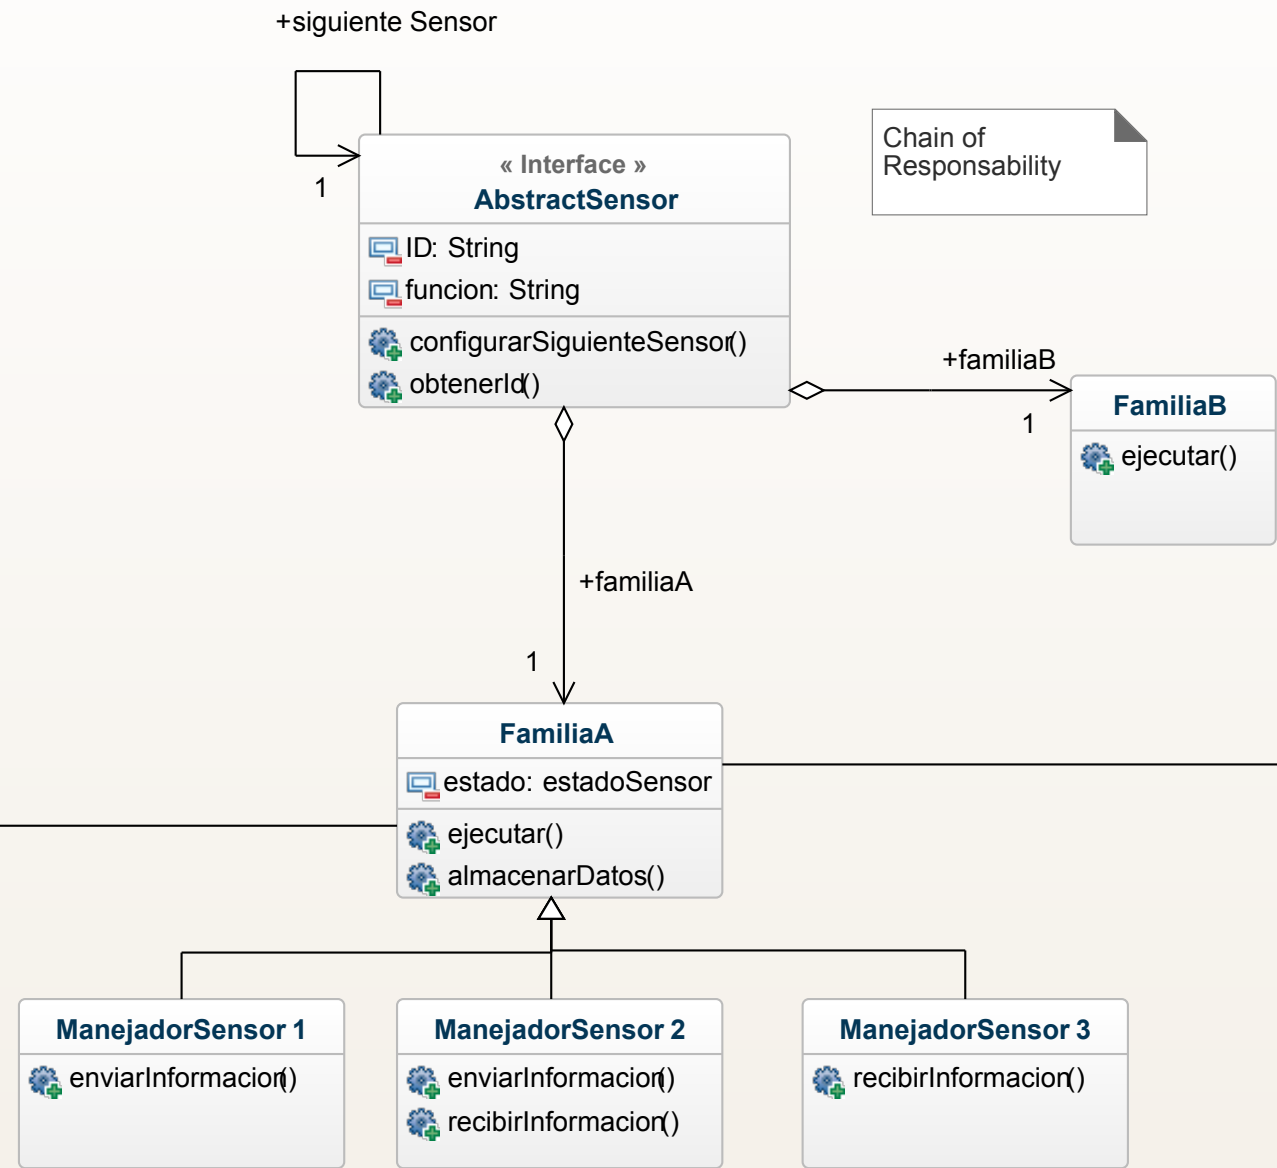 +siguiente Sensor
1
« Interface »
AbstractSensor
ID: String
funcion: String
configurarSiguienteSensor()
obtenerId()
Chain of
Responsability
+familiaB
1
FamiliaB
ejecutar()
+familiaA
1
FamiliaA
estado: estadoSensor
ejecutar()
almacenarDatos()
ManejadorSensor 1
enviarInformacion()
ManejadorSensor 2
enviarInformacion()
recibirInformacion()
ManejadorSensor 3
recibirInformacion()